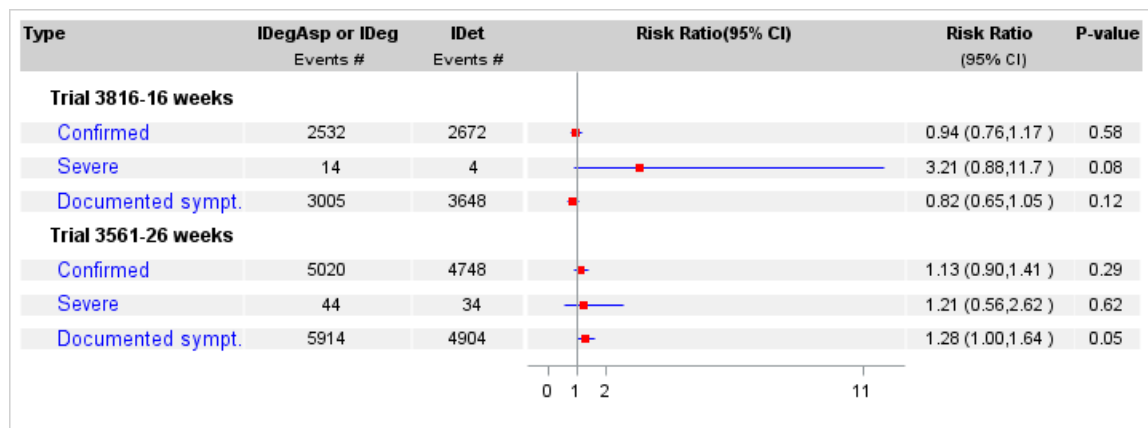 Type IDegAsp or IDeg IDet Risk Ratio(95% CI) Risk Ratio P-value
Events # Events # (95% CI)
Trial 3816-16 weeks
Confirmed 2532 2672 0.94 (0.76,1.17 ) 0.58
Severe 14 4 3.21 (0.88,11.7 ) 0.08
Documented sympt. 3005 3648 0.82 (0.65,1.05 ) 0.12
Trial 3561-26 weeks
Confirmed 5020 4748 1.13 (0.90,1.41 ) 0.29
Severe 44 34 1.21 (0.56,2.62 ) 0.62
Documented sympt. 5914 4904 1.28 (1.00,1.64 ) 0.05
0 1 2 11